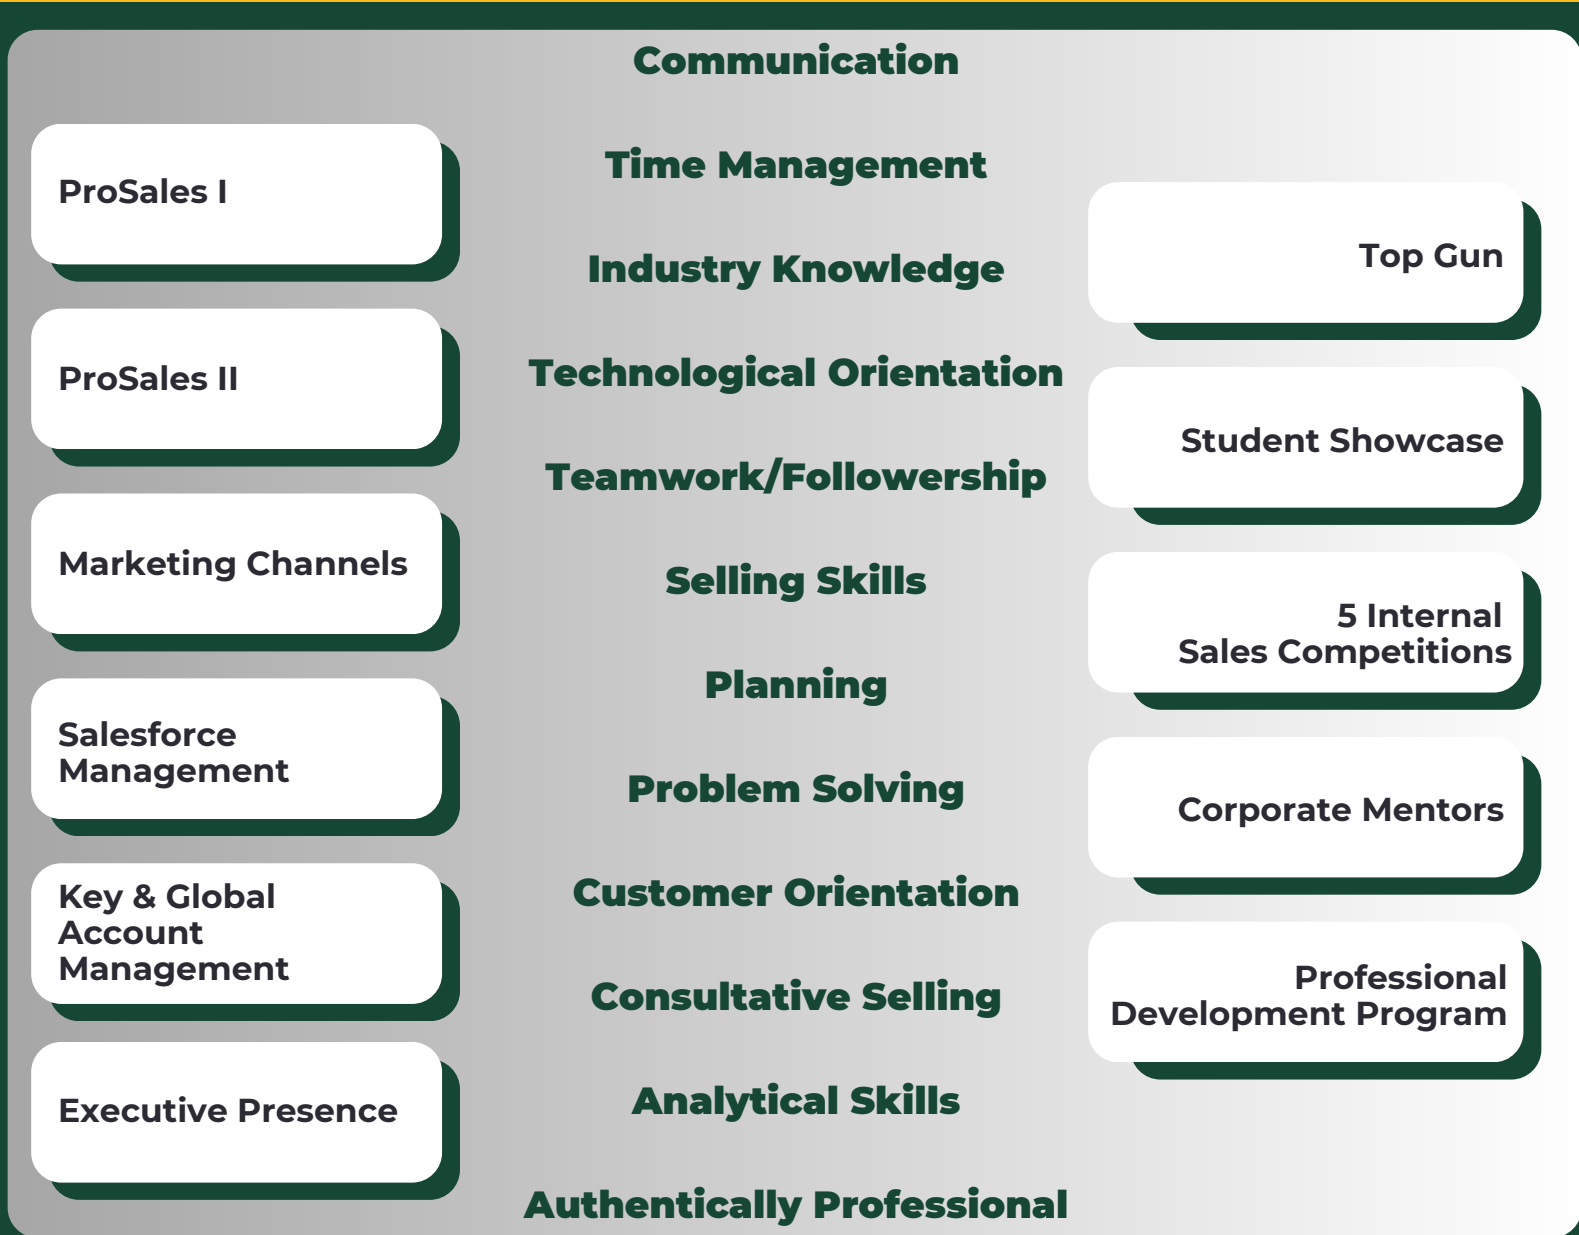 Communication
Time Management
Industry Knowledge
Technological Orientation
Teamwork/Followership
Selling Skills
Planning
Problem Solving
Customer Orientation
Consultative Selling
Analytical Skills
Authentically Professional
ProSales I
ProSales II
Marketing Channels
Salesforce
Management
Key & Global
Account
Management
Executive Presence
Top Gun
Student Showcase
5 Internal
Sales Competitions
Corporate Mentors
Professional
Development Program